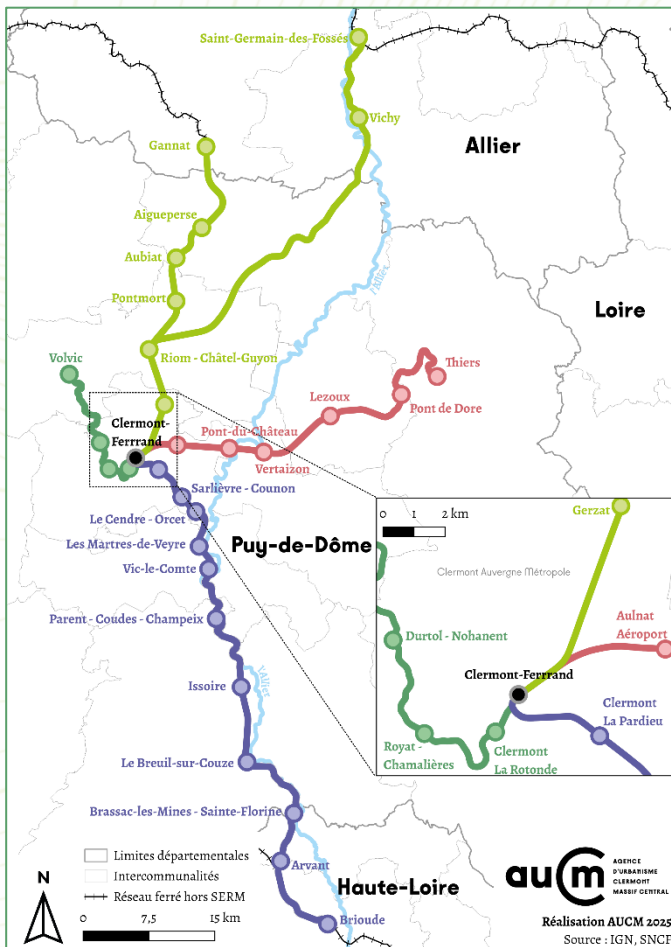 Saint-Germain-des-Fossés
Vichy
Allier
Gannat
Aigueperse
Aubiat
l'Allier
Pontmort
Loire
Riom - Châtel-Guyon
Volvic
Thiers
Lezoux
Pont de Dore
Clermont-
Ferrrand
Pont-du-Château
Vertaizon
Sarlièvre - Counon
Le Cendre - Orcet
Les Martres-de-Veyre
Puy-de-Dôme
Vic-le-Comte
Parent - Coudes - Champeix
Issoire
l'Allier
Le Breuil-sur-Couze
Brassac-les-Mines - Sainte-Florine
Arvant
Haute-Loire
Brioude
0 1 2 km
Gerzat
Clermont Auvergne Métropole
Durtol - Nohanent
Aulnat
Aéroport
Clermont-Ferrrand
Clermont
La Pardieu
Royat -
Chamalières
Clermont
La Rotonde
Limites départementales
Intercommunalités
Réseau ferré hors SERM
N
0 7,5 15 km
aucm
AGENCE
D'URBANISME
CLERMONT
MASSIF CENTRAL
Réalisation AUCM 2025
Source : IGN, SNCF